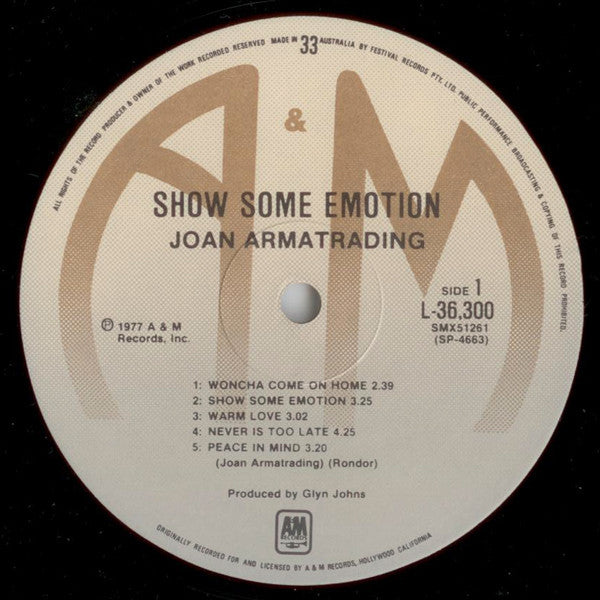 ALL RIGHTS OF THE RECORD PRODUCER & OWNER OF THE WORK RECORDED RESERVED MADE IN 33 AUSTRALIA BY FESTIVAL RECORDS PTY. LTD. PUBLIC PERFORMANCE BROADCASTING & COPYING OF THIS RECORD PROHIBITED.
A & M
SHOW SOME EMOTION
JOAN ARMATRADING
SIDE 1
L-36,300
SMX51261
(SP-4663)
Ⓟ 1977 A & M
Records, Inc.
1: WONCHA COME ON HOME 2.39
2: SHOW SOME EMOTION 3.25
3: WARM LOVE 3.02
4: NEVER IS TOO LATE 4.25
5: PEACE IN MIND 3.20
(Joan Armatrading) (Rondor)
Produced by Glyn Johns
A&M
RECORDS
ORIGINALLY RECORDED FOR AND LICENSED BY A & M RECORDS, HOLLYWOOD CALIFORNIA